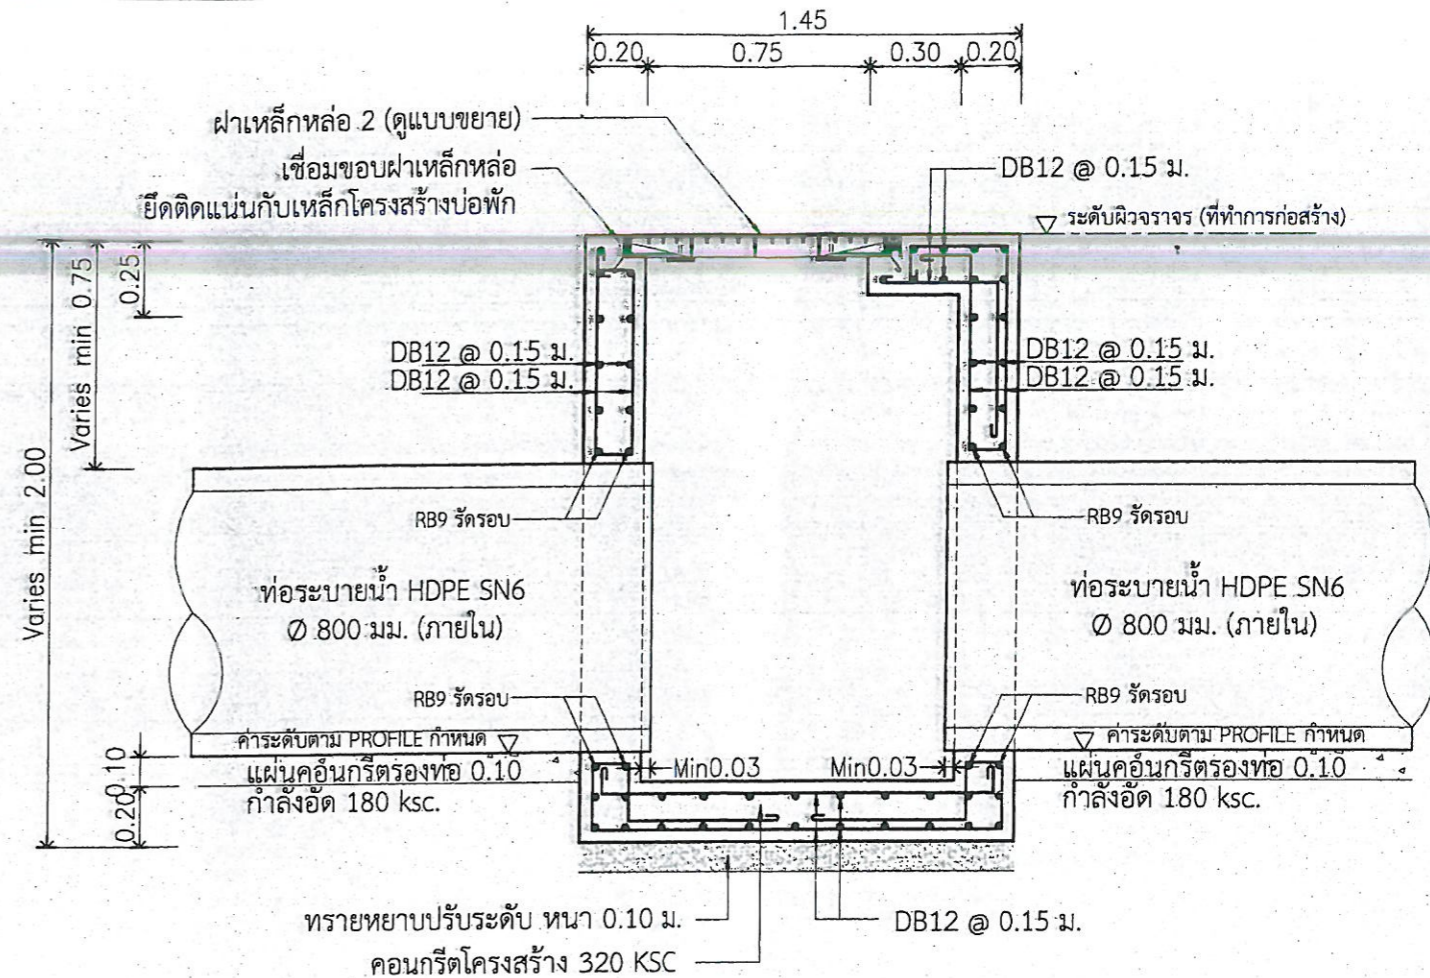 1.45
0.20 0.75 0.30 0.20
ฝาเหล็กหล่อ 2 (ดูแบบขยาย)
เชื่อมขอบฝาเหล็กหล่อ
ยึดติดแน่นกับเหล็กโครงสร้างบ่อพัก
DB12 @ 0.15 ม.
ระดับผิวจราจร (ที่ทำการก่อสร้าง)
Varies min 2.00
Varies min 0.75
0.25
DB12 @ 0.15 ม.
DB12 @ 0.15 ม.
DB12 @ 0.15 ม.
DB12 @ 0.15 ม.
RB9 รัดรอบ
RB9 รัดรอบ
ท่อระบายน้ำ HDPE SN6
Ø 800 มม. (ภายใน)
ท่อระบายน้ำ HDPE SN6
Ø 800 มม. (ภายใน)
RB9 รัดรอบ
RB9 รัดรอบ
ค่าระดับตาม PROFILE กำหนด
แผ่นคอนกรีตรองท่อ 0.10
กำลังอัด 180 ksc.
0.10
0.20
Min0.03
Min0.03
ค่าระดับตาม PROFILE กำหนด
แผ่นคอนกรีตรองท่อ 0.10
กำลังอัด 180 ksc.
ทรายหยาบปรับระดับ หนา 0.10 ม.
DB12 @ 0.15 ม.
คอนกรีตโครงสร้าง 320 KSC